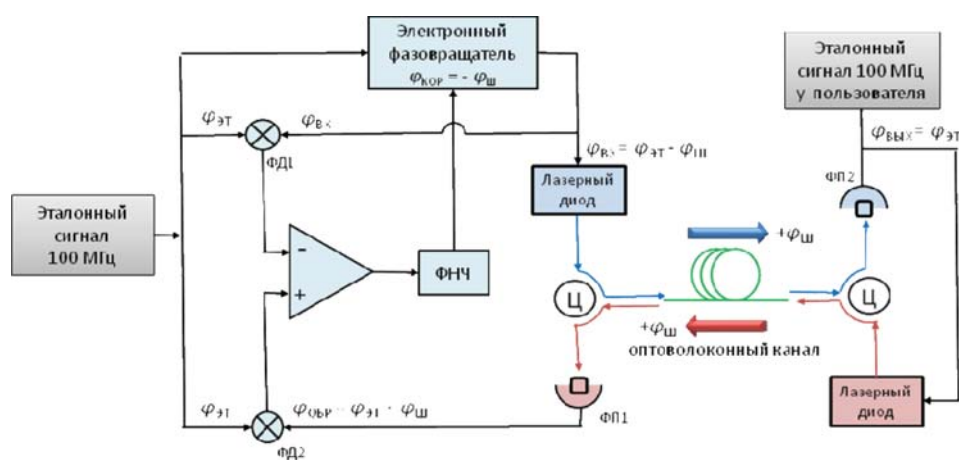 Электронный
фазовращатель
φКОР = - φШ
Эталонный
сигнал 100 МГц
у пользователя
φЭТ
φВХ
ФД1
φВХ = φЭТ - φШ
φВЫХ = φЭТ
ФП2
Лазерный
диод
Эталонный
сигнал
100 МГц
-
+
ФНЧ
+φШ
Ц
Ц
+φШ
оптоволоконный канал
ФП1
Лазерный
диод
φЭТ
φОБР = φЭТ + φШ
ФД2